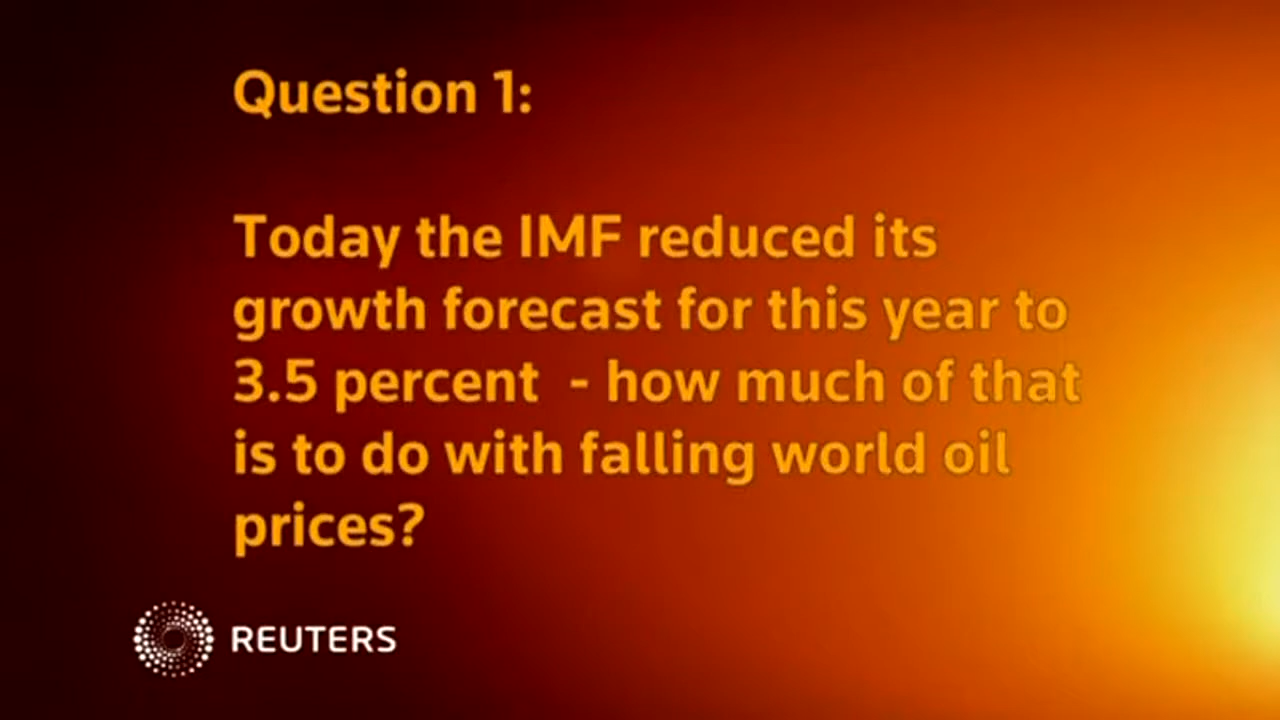 Question 1:
Today the IMF reduced its
growth forecast for this year to
3.5 percent  - how much of that
is to do with falling world oil
prices?
REUTERS